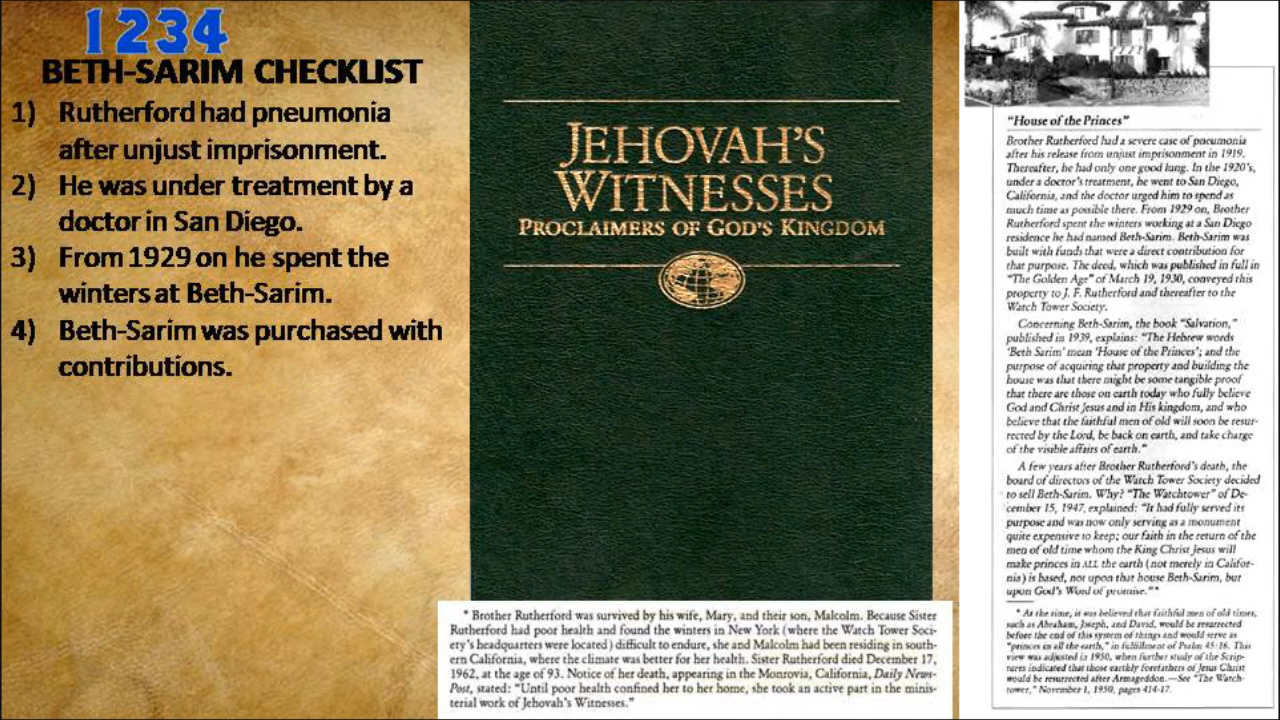 1234
BETH-SARIM CHECKLIST
1) Rutherford had pneumonia
after unjust imprisonment.
2) He was under treatment by a
doctor in San Diego.
3) From 1929 on he spent the
winters at Beth-Sarim.
4) Beth-Sarim was purchased with
contributions.
JEHOVAH'S
WITNESSES
PROCLAIMERS OF GOD'S KINGDOM
* Brother Rutherford was survived by his wife, Mary, and their son, Malcolm. Because Sister
Rutherford had poor health and found the winters in New York (where the Watch Tower Soci-
ety's headquarters were located) difficult to endure, she and Malcolm had been residing in south-
ern California, where the climate was better for her health. Sister Rutherford died December 17,
1962, at the age of 93. Notice of her death, appearing in the Monrovia, California, Daily News-
Post, stated: "Until poor health confined her to her home, she took an active part in the minis-
terial work of Jehovah's Witnesses."
"House of the Princes"
Brother Rutherford had a severe case of pneumonia
after his release from unjust imprisonment in 1919.
Thereafter, he had only one good lung. In the 1920's,
under a doctor's treatment, he went to San Diego,
California, and the doctor urged him to spend as
much time as possible there. From 1929 on, Brother
Rutherford spent the winters working at a San Diego
residence he had named Beth-Sarim. Beth-Sarim was
built with funds that were a direct contribution for
that purpose. The deed, which was published in full in
"The Golden Age" of March 19, 1930, conveyed this
property to J. F. Rutherford and thereafter to the
Watch Tower Society.
Concerning Beth-Sarim, the book "Salvation,"
published in 1939, explains: "The Hebrew words
'Beth Sarim' mean 'House of the Princes'; and the
purpose of acquiring that property and building the
house was that there might be some tangible proof
that there are those on earth today who fully believe
God and Christ Jesus and in His kingdom, and who
believe that the faithful men of old will soon be resur-
rected by the Lord, be back on earth, and take charge
of the visible affairs of earth."
A few years after Brother Rutherford's death, the
board of directors of the Watch Tower Society decided
to sell Beth-Sarim. Why? "The Watchtower" of De-
cember 15, 1947, explained: "It had fully served its
purpose and was now only serving as a monument
quite expensive to keep; our faith in the return of the
men of old time whom the King Christ Jesus will
make princes in ALL the earth (not merely in Califor-
nia) is based, not upon that house Beth-Sarim, but
upon God's Word of promise."*
* At the time, it was believed that faithful men of old times,
such as Abraham, Joseph, and David, would be resurrected
before the end of this system of things and would serve as
"princes in all the earth," in fulfillment of Psalm 45:16. This
view was adjusted in 1950, when further study of the Scrip-
tures indicated that those earthly forefathers of Jesus Christ
would be resurrected after Armageddon.—See "The Watch-
tower," November 1, 1950, pages 414-17.